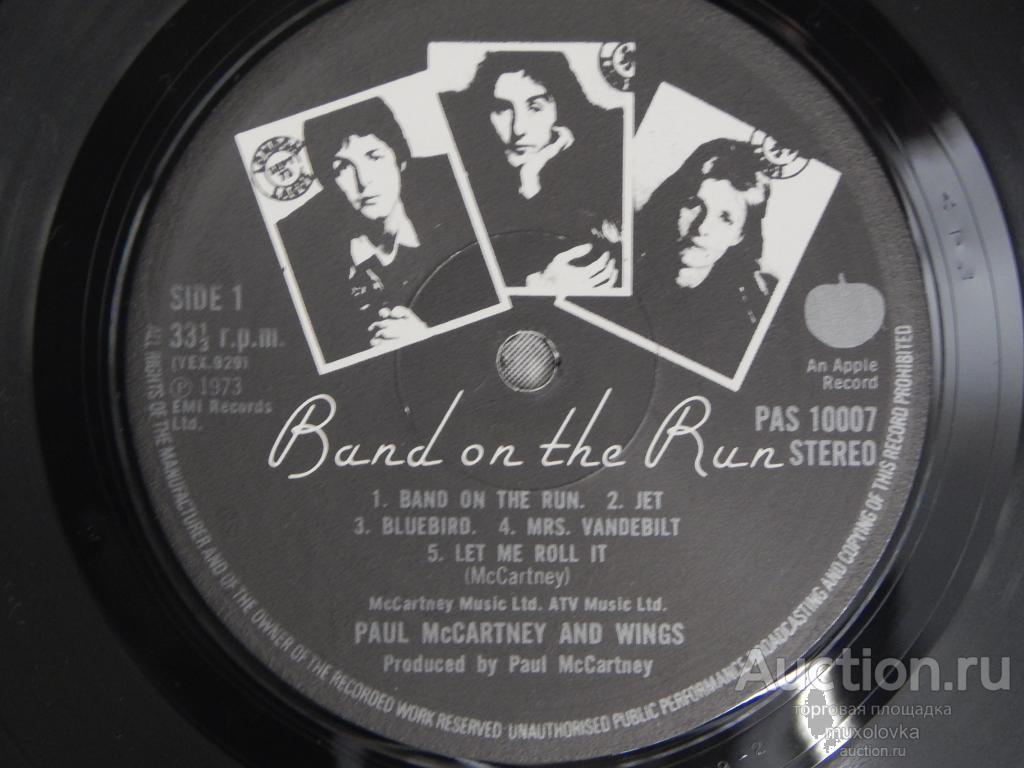 SIDE 1
33⅓ r.p.m.
(YEX.929)
℗ 1973
EMI Records
Ltd.
An Apple
Record
PAS 10007
STEREO
Band on the Run
1. BAND ON THE RUN. 2. JET
3. BLUEBIRD. 4. MRS. VANDEBILT
5. LET ME ROLL IT
(McCartney)
McCartney Music Ltd. ATV Music Ltd.
PAUL McCARTNEY AND WINGS
Produced by Paul McCartney
ALL RIGHTS OF THE MANUFACTURER AND OF THE OWNER OF THE RECORDED WORK RESERVED UNAUTHORISED PUBLIC PERFORMANCE BROADCASTING AND COPYING OF THIS RECORD PROHIBITED
Auction.ru
торговая площадка
muxolovka
auction.ru